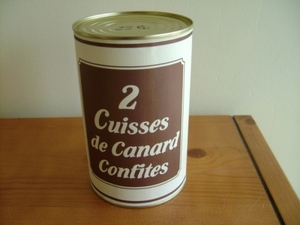 2
Cuisses
de Canard
Confites